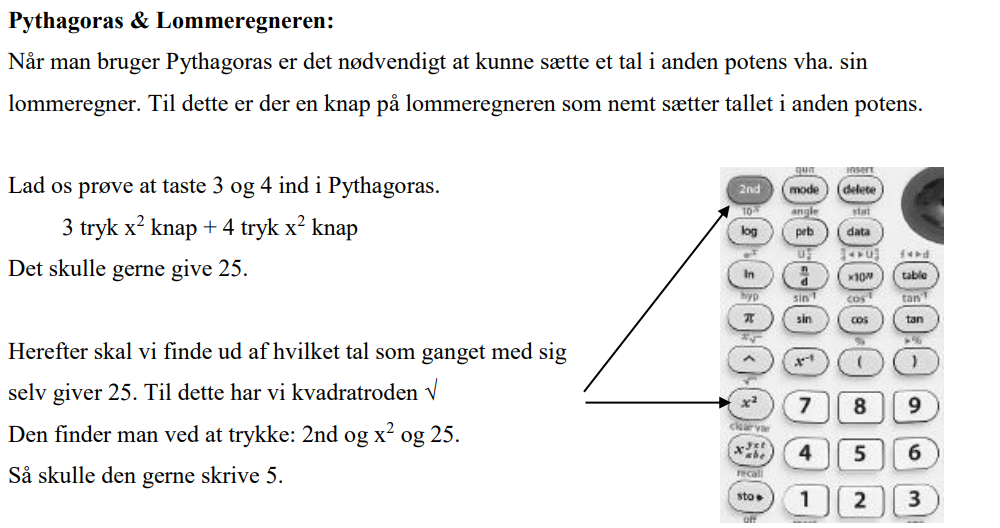 Pythagoras & Lommeregneren:
Når man bruger Pythagoras er det nødvendigt at kunne sætte et tal i anden potens vha. sin
lommeregner. Til dette er der en knap på lommeregneren som nemt sætter tallet i anden potens.
Lad os prøve at taste 3 og 4 ind i Pythagoras.
3 tryk x² knap + 4 tryk x² knap
Det skulle gerne give 25.
Herefter skal vi finde ud af hvilket tal som ganget med sig
selv giver 25. Til dette har vi kvadratroden √
Den finder man ved at trykke: 2nd og x² og 25.
Så skulle den gerne skrive 5.
quit insert
2nd mode delete
10ˣ angle stat
log prb data
f◄►d
ln n/d ×10ⁿ table
hyp sin⁻¹ cos⁻¹ tan⁻¹
π sin cos tan
ˣ√ % ►%
^ x⁻¹ ( )
√
x² 7 8 9
clear var
x yzt abc 4 5 6
recall
sto► 1 2 3
off